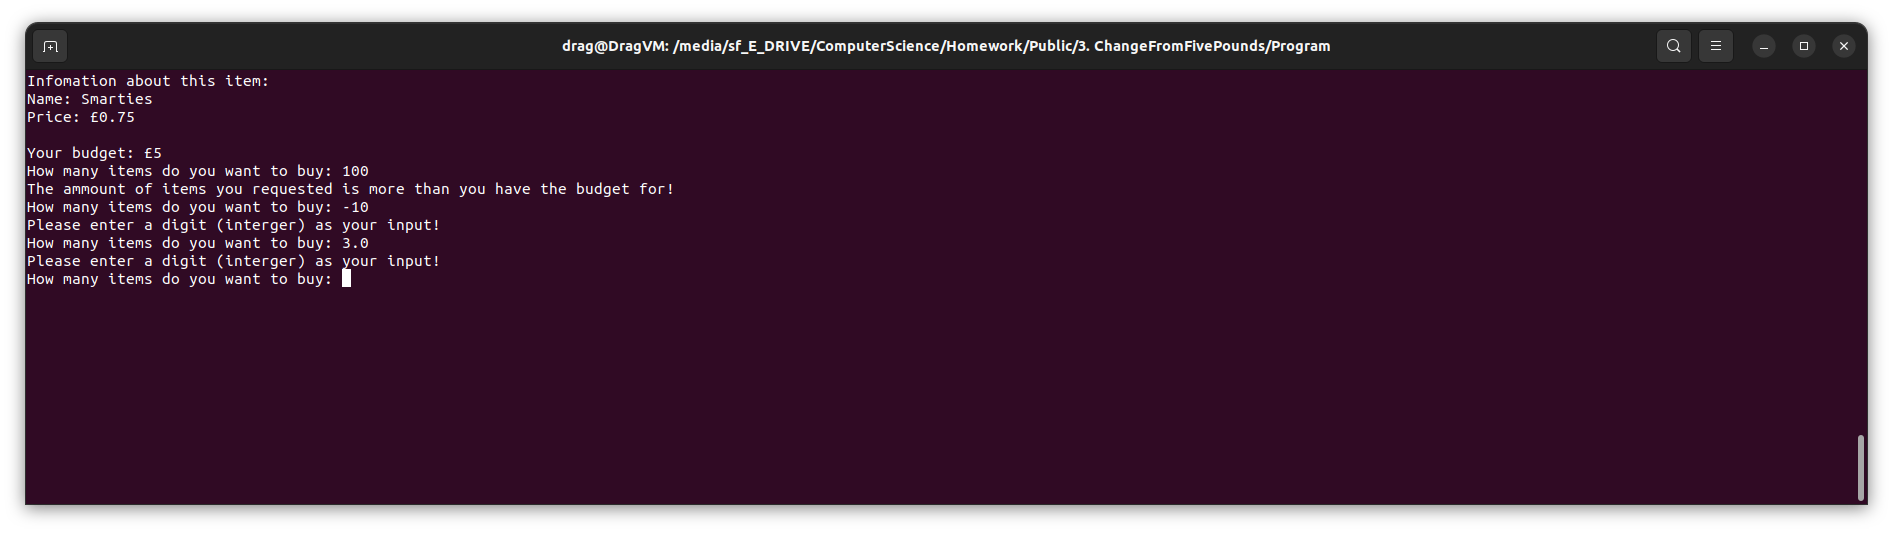 drag@DragVM: /media/sf_E_DRIVE/ComputerScience/Homework/Public/3. ChangeFromFivePounds/Program
Infomation about this item:
Name: Smarties
Price: £0.75
Your budget: £5
How many items do you want to buy: 100
The ammount of items you requested is more than you have the budget for!
How many items do you want to buy: -10
Please enter a digit (interger) as your input!
How many items do you want to buy: 3.0
Please enter a digit (interger) as your input!
How many items do you want to buy: